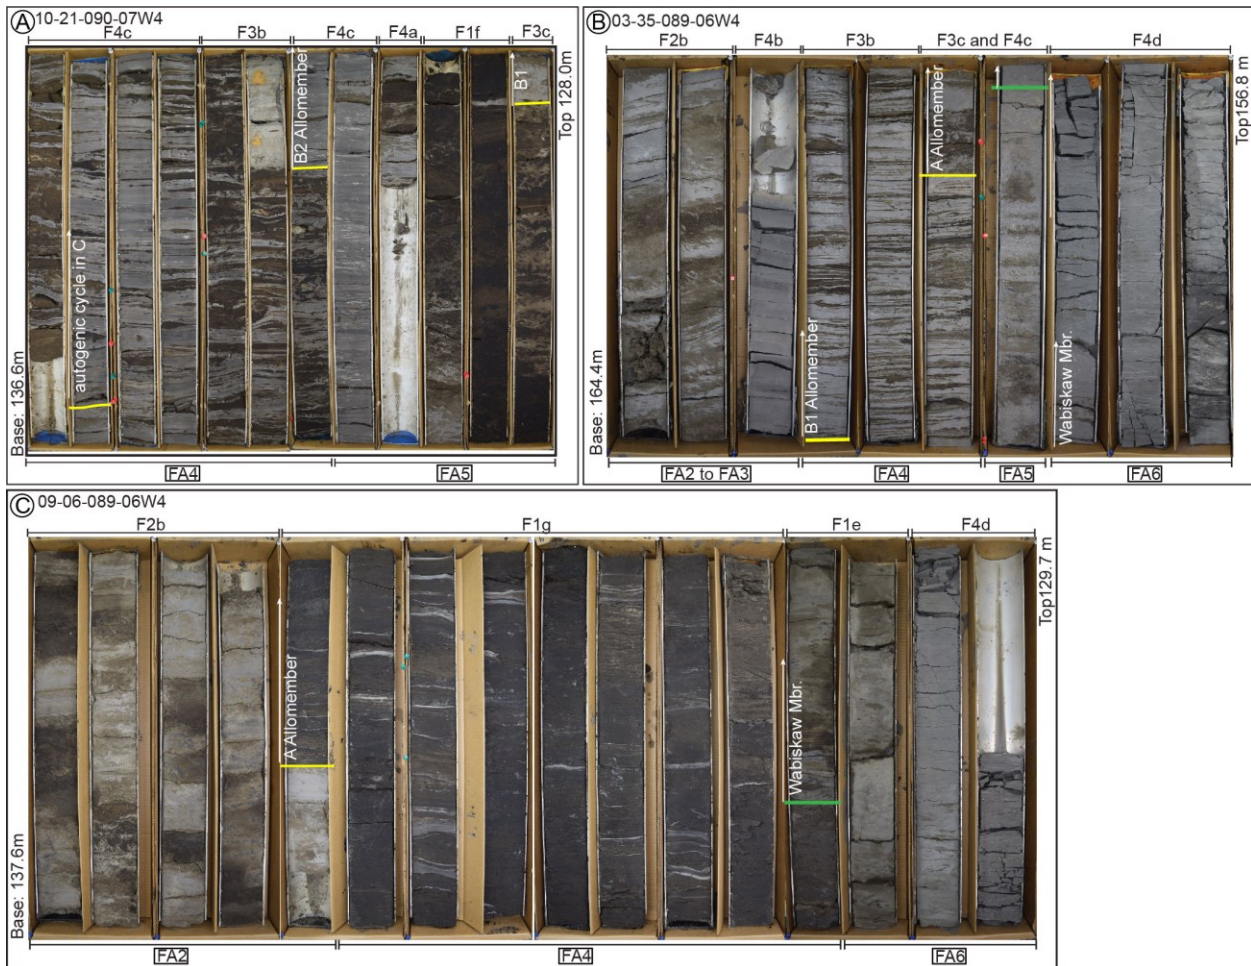 A 10-21-090-07W4
F4c F3b F4c F4a F1f F3c
autogenic cycle in C
B2 Allomember
B1
Base: 136.6m
Top 128.0m
FA4 FA5
B 03-35-089-06W4
F2b F4b F3b F3c and F4c F4d
B1 Allomember
A Allomember
Wabiskaw Mbr.
Base: 164.4m
Top156.8 m
FA2 to FA3 FA4 FA5 FA6
C 09-06-089-06W4
F2b F1g F1e F4d
A Allomember
Wabiskaw Mbr.
Base: 137.6m
Top129.7 m
FA2 FA4 FA6